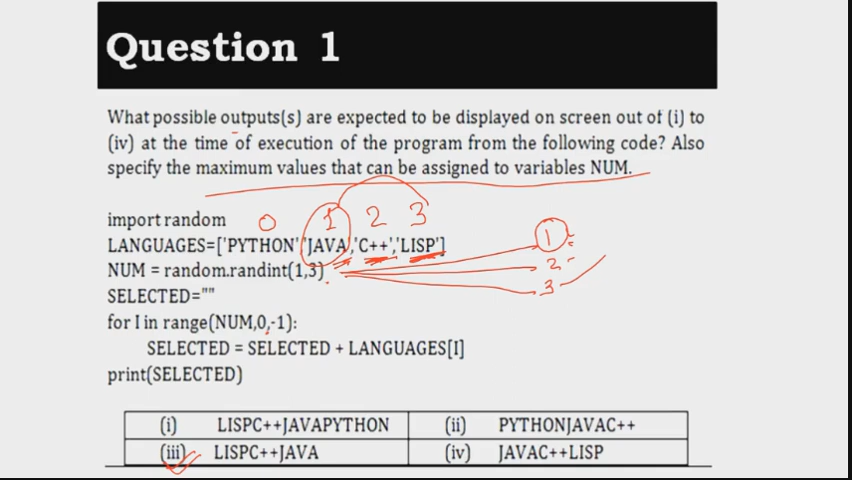 Question 1
What possible outputs(s) are expected to be displayed on screen out of (i) to
(iv) at the time of execution of the program from the following code? Also
specify the maximum values that can be assigned to variables NUM.
import random
0 1 2 3
LANGUAGES=['PYTHON' 'JAVA','C++','LISP']
1
NUM = random.randint(1,3)
2
3
SELECTED=""
for I in range(NUM,0,-1):
SELECTED = SELECTED + LANGUAGES[I]
print(SELECTED)
(i) LISPC++JAVAPYTHON (ii) PYTHONJAVAC++
(iii) LISPC++JAVA (iv) JAVAC++LISP